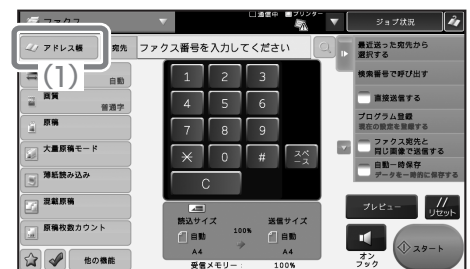 ファクス
通信中
プリンター
ジョブ状況
アドレス帳
宛先
ファクス番号を入力してください
(1)
自動
画質
普通字
原稿
大量原稿モード
薄紙読み込み
混載原稿
原稿枚数カウント
他の機能
1 2 3
4 5 6
7 8 9
0 #
スペース
C
読込サイズ
送信サイズ
100%
自動
自動
A4
A4
受信メモリー: 100%
最近送った宛先から
選択する
検索番号で呼び出す
直接送信する
プログラム登録
現在の設定を登録する
ファクス宛先と
同じ画像で送信する
自動一時保存
データを一時的に保存する
プレビュー
リセット
オン
フック
スタート